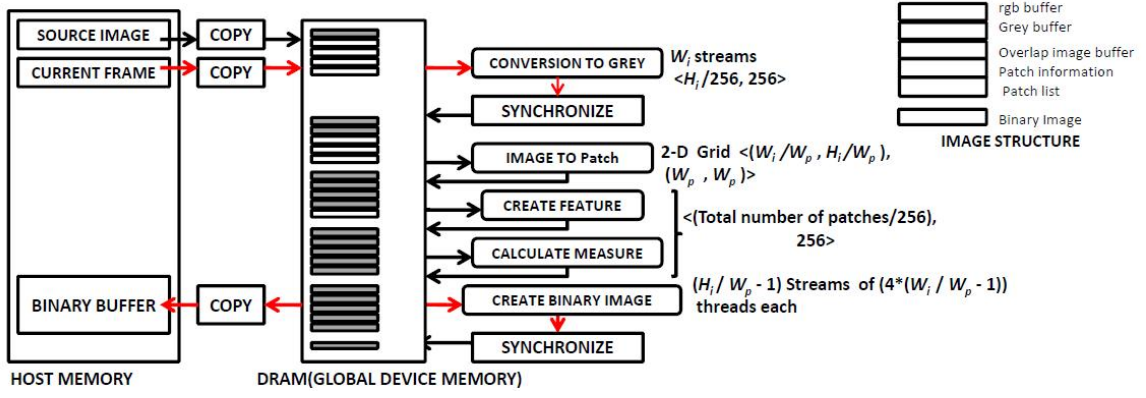 SOURCE IMAGE
COPY
CURRENT FRAME
COPY
CONVERSION TO GREY
W_i streams
<H_i/256, 256>
SYNCHRONIZE
IMAGE TO Patch
2-D Grid <(W_i/W_p , H_i/W_p ),
(W_p , W_p )>
CREATE FEATURE
<(Total number of patches/256),
256>
CALCULATE MEASURE
BINARY BUFFER
COPY
CREATE BINARY IMAGE
(H_i/ W_p - 1) Streams of (4*(W_i / W_p - 1))
threads each
SYNCHRONIZE
HOST MEMORY
DRAM(GLOBAL DEVICE MEMORY)
rgb buffer
Grey buffer
Overlap image buffer
Patch information
Patch list
Binary Image
IMAGE STRUCTURE